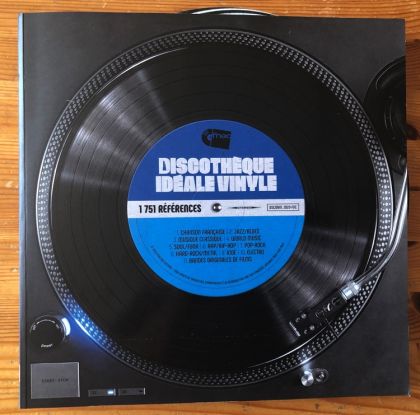 fnac
DISCOTHÈQUE
IDÉALE VINYLE
1 751 RÉFÉRENCES
STEREO
1. CHANSON FRANÇAISE 2. JAZZ/BLUES
3. MUSIQUE CLASSIQUE 4. WORLD MUSIC
5. SOUL/FUNK 6. RAP/HIP-HOP 7. POP-ROCK
8. HARD-ROCK/METAL 9. INDÉ 10. ELECTRO
11. BANDES ORIGINALES DE FILMS
START · STOP